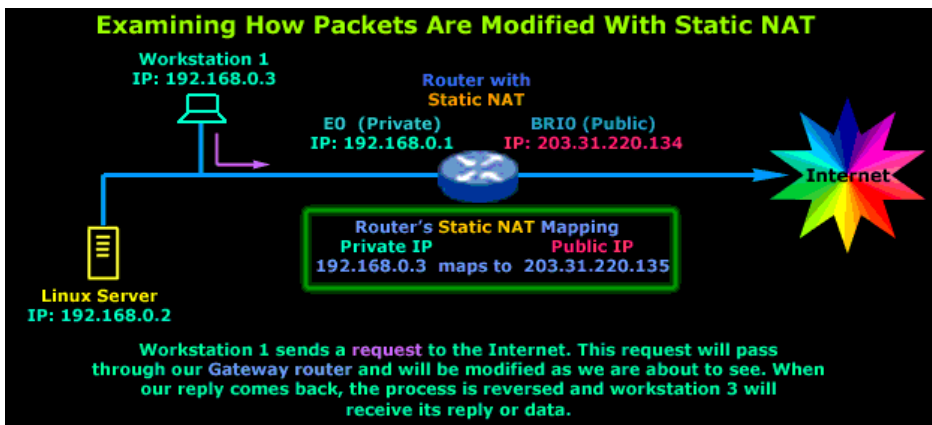 Examining How Packets Are Modified With Static NAT
Workstation 1
IP: 192.168.0.3
Router with
Static NAT
E0 (Private)
IP: 192.168.0.1
BRI0 (Public)
IP: 203.31.220.134
Internet
Router's Static NAT Mapping
Private IP Public IP
192.168.0.3 maps to 203.31.220.135
Linux Server
IP: 192.168.0.2
Workstation 1 sends a request to the Internet. This request will pass
through our Gateway router and will be modified as we are about to see. When
our reply comes back, the process is reversed and workstation 3 will
receive its reply or data.